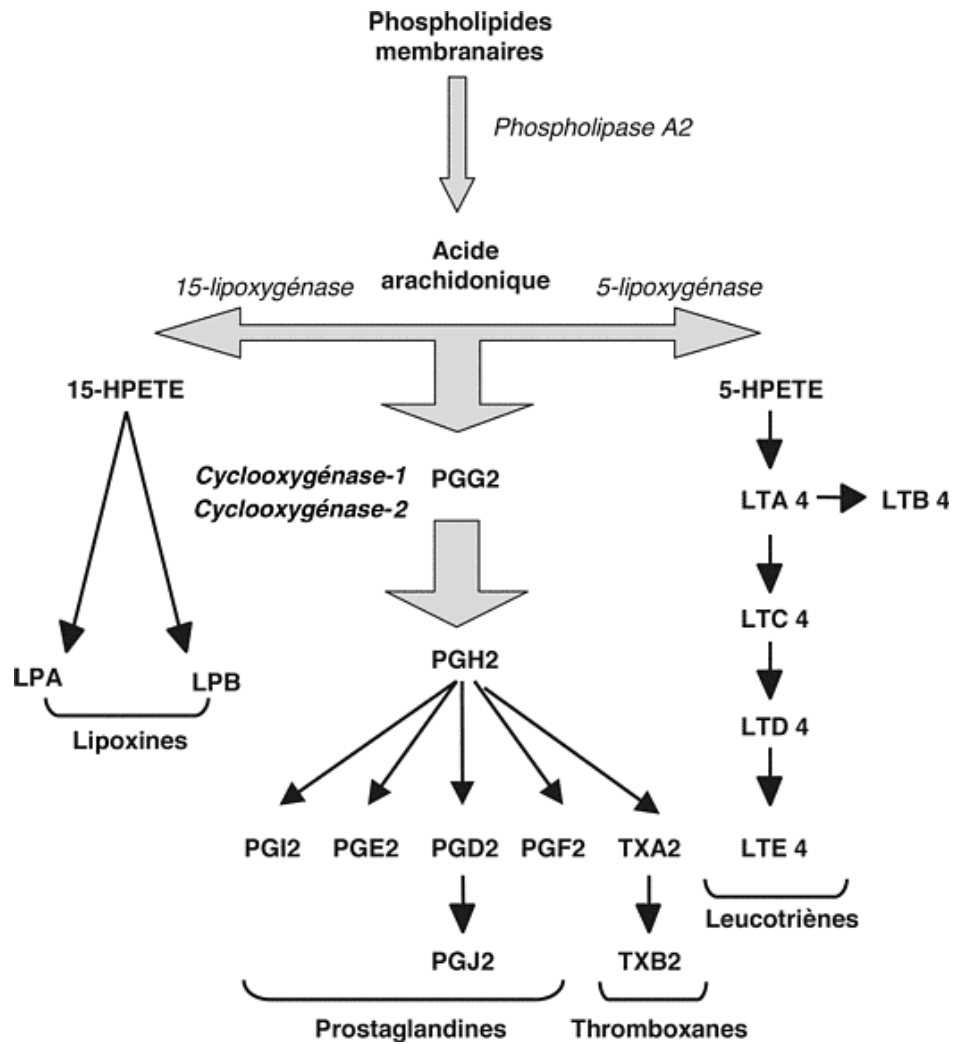 Phospholipides
membranaires
Phospholipase A2
Acide
arachidonique
15-lipoxygénase
5-lipoxygénase
15-HPETE
5-HPETE
Cyclooxygénase-1
Cyclooxygénase-2
PGG2
LTA 4
LTB 4
LTC 4
PGH2
LPA
LPB
Lipoxines
LTD 4
PGI2
PGE2
PGD2
PGF2
TXA2
LTE 4
Leucotriènes
PGJ2
TXB2
Prostaglandines
Thromboxanes